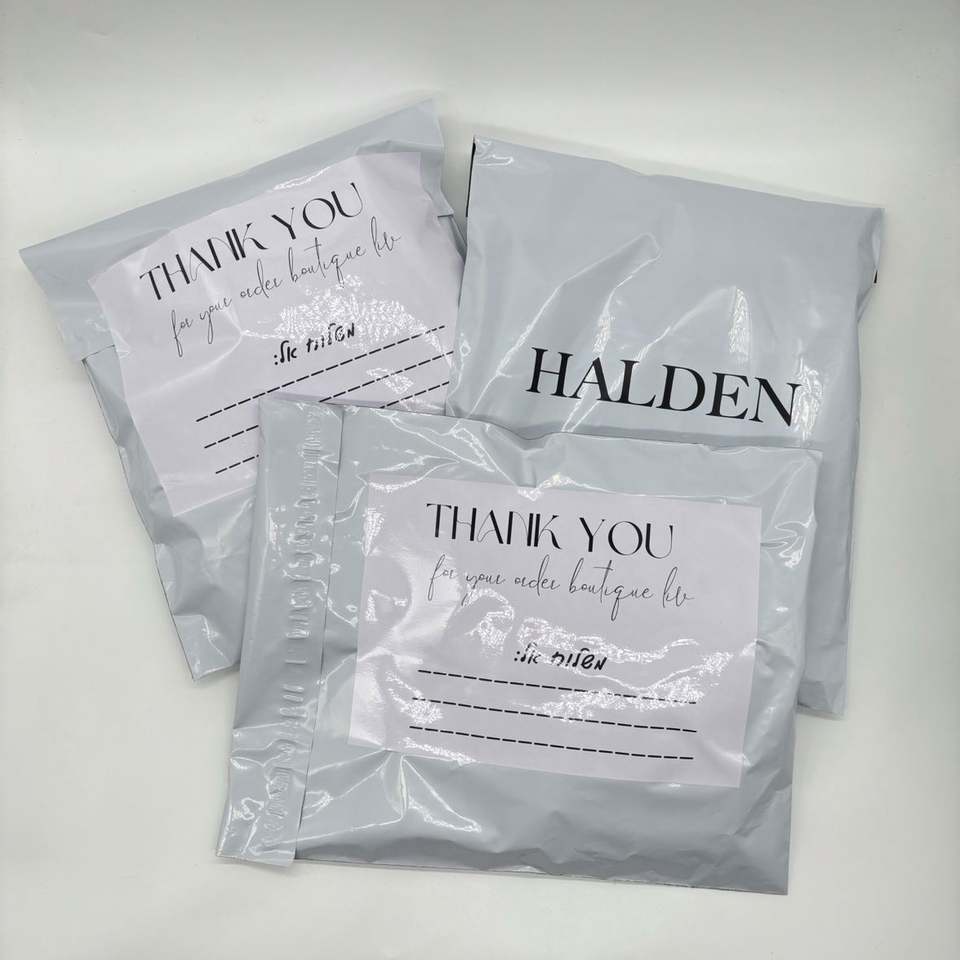 THANK YOU
for your order boutique liv
משלוח אל:
HALDEN
THANK YOU
for your order boutique liv
משלוח אל: